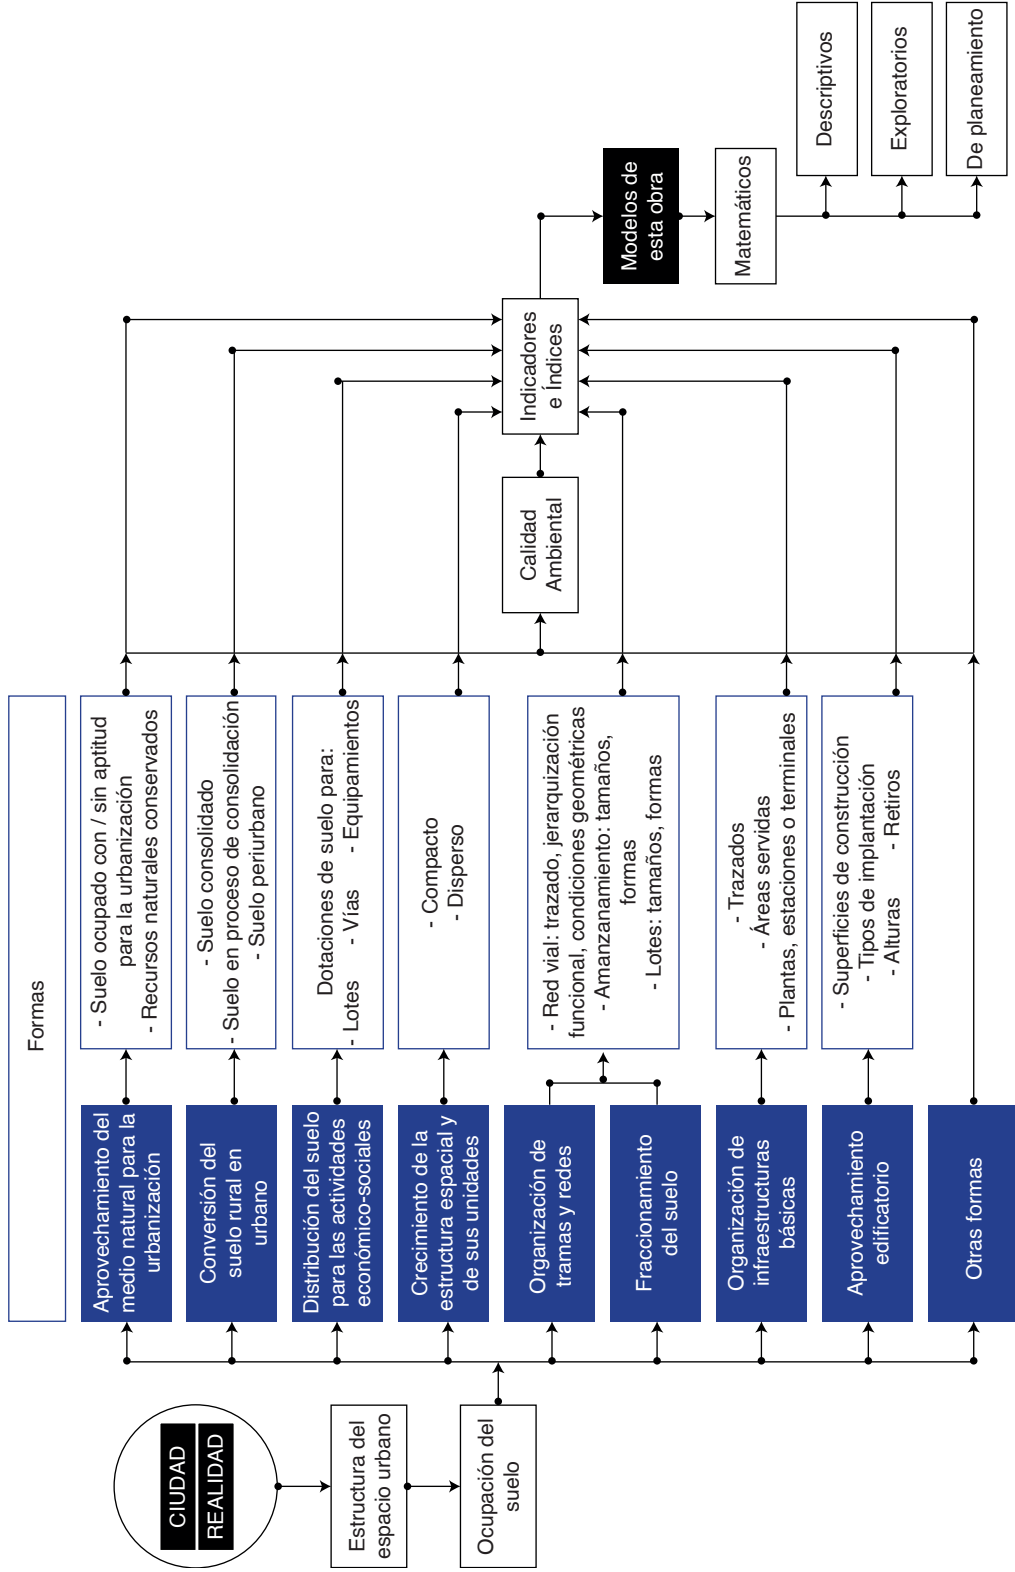 CIUDAD
REALIDAD
Estructura del
espacio urbano
Ocupación del
suelo
Formas
Aprovechamiento del
medio natural para la
urbanización
- Suelo ocupado con / sin aptitud
para la urbanización
- Recursos naturales conservados
Conversión del
suelo rural en
urbano
- Suelo consolidado
- Suelo en proceso de consolidación
- Suelo periurbano
Distribución del suelo
para las actividades
económico-sociales
Dotaciones de suelo para:
- Lotes - Vías - Equipamientos
Crecimiento de la
estructura espacial y
de sus unidades
- Compacto
- Disperso
Organización de
tramas y redes
Fraccionamiento
del suelo
- Red vial: trazado, jerarquización
funcional, condiciones geométricas
- Amanzanamiento: tamaños,
formas
- Lotes: tamaños, formas
Organización de
infraestructuras
básicas
- Trazados
- Áreas servidas
- Plantas, estaciones o terminales
Aprovechamiento
edificatorio
- Superficies de construcción
- Tipos de implantación
- Alturas - Retiros
Otras formas
Calidad
Ambiental
Indicadores
e Índices
Modelos de
esta obra
Matemáticos
Descriptivos
Exploratorios
De planeamiento